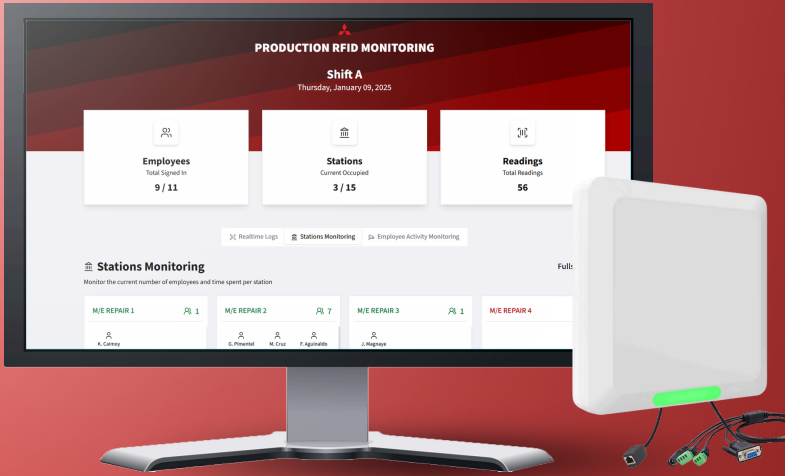 PRODUCTION RFID MONITORING
Shift A
Thursday, January 09, 2025
Employees
Total Signed In
9 / 11
Stations
Current Occupied
3 / 15
Readings
Total Readings
56
Realtime Logs
Stations Monitoring
Employee Activity Monitoring
Stations Monitoring
Monitor the current number of employees and time spent per station
M/E REPAIR 1
1
K. Caimoy
M/E REPAIR 2
7
G. Pimentel
M. Cruz
F. Aguinaldo
M/E REPAIR 3
1
J. Magnaye
M/E REPAIR 4